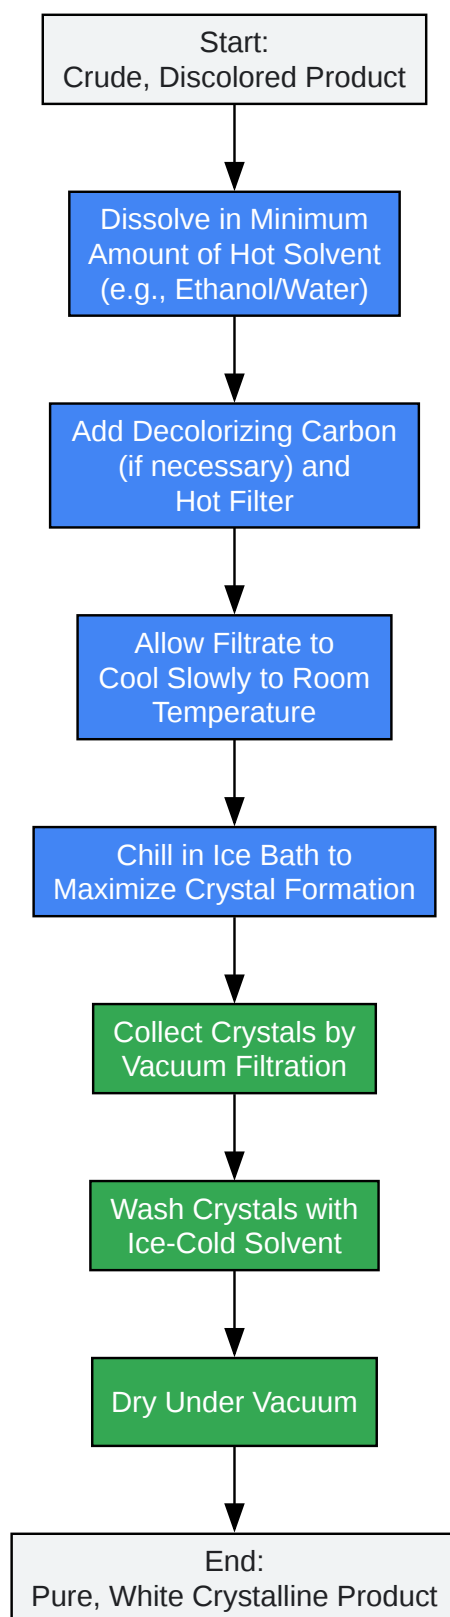 Start:
Crude, Discolored Product
Dissolve in Minimum
Amount of Hot Solvent
(e.g., Ethanol/Water)
Add Decolorizing Carbon
(if necessary) and
Hot Filter
Allow Filtrate to
Cool Slowly to Room
Temperature
Chill in Ice Bath to
Maximize Crystal Formation
Collect Crystals by
Vacuum Filtration
Wash Crystals with
Ice-Cold Solvent
Dry Under Vacuum
End:
Pure, White Crystalline Product